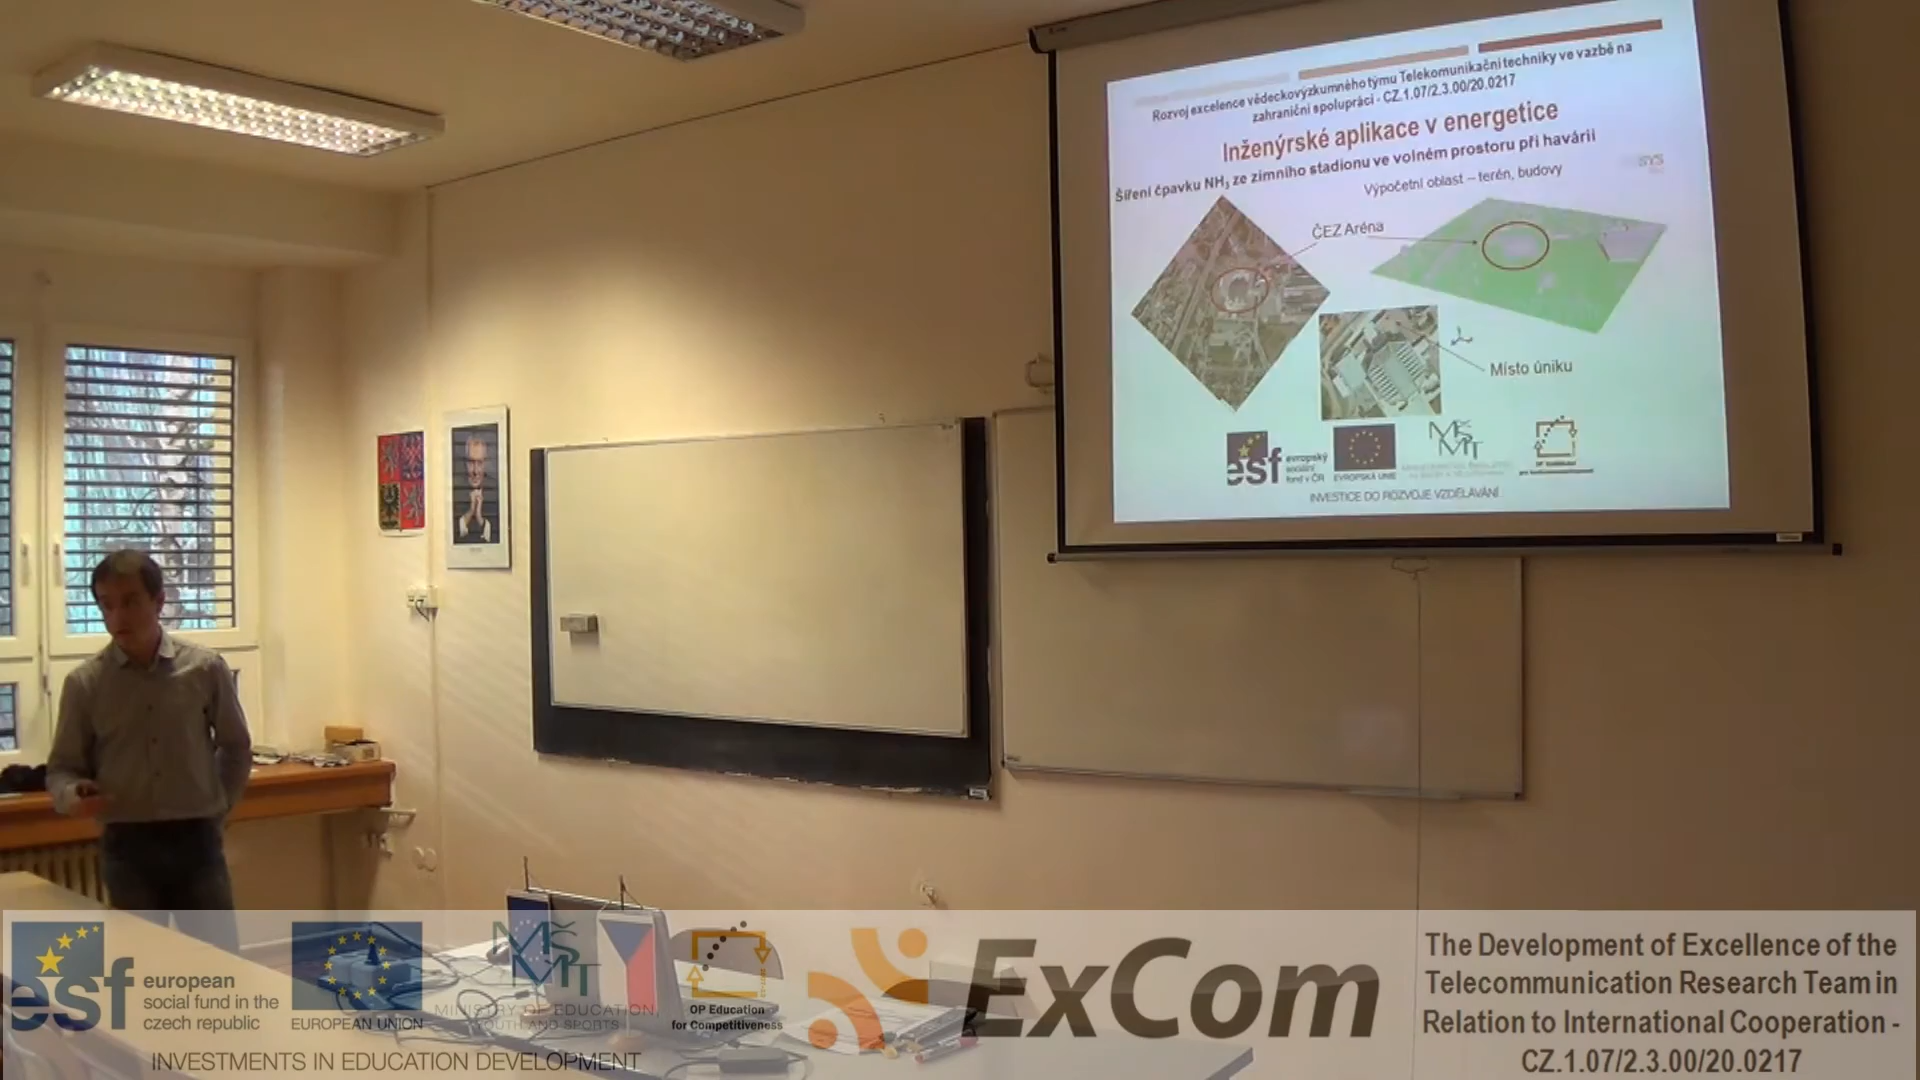 Rozvoj excelence vědeckovýzkumného týmu Telekomunikační techniky ve vazbě na
zahraniční spolupráci - CZ.1.07/2.3.00/20.0217
Inženýrské aplikace v energetice
Šíření čpavku NH3 ze zimního stadionu ve volném prostoru při havárii
SYS
Výpočetní oblast – terén, budovy
ČEZ Aréna
Místo úniku
esf
evropský
sociální
fond v ČR
EVROPSKÁ UNIE
MŠMT
INVESTICE DO ROZVOJE VZDĚLÁVÁNÍ
esf
european
social fund in the
czech republic
EUROPEAN UNION
MŠMT
MINISTRY OF EDUCATION,
YOUTH AND SPORTS
OP Education
for Competitiveness
INVESTMENTS IN EDUCATION DEVELOPMENT
ExCom
The Development of Excellence of the
Telecommunication Research Team in
Relation to International Cooperation -
CZ.1.07/2.3.00/20.0217